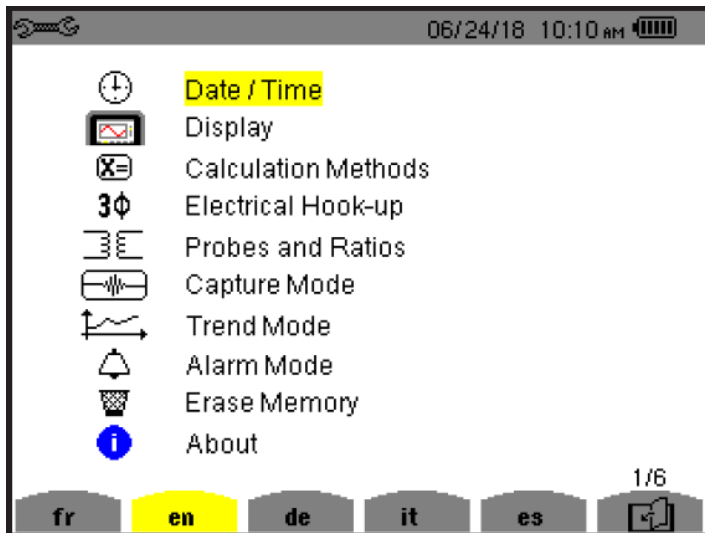 06/24/18 10:10 AM
Date / Time
Display
X= Calculation Methods
3Φ Electrical Hook-up
Probes and Ratios
Capture Mode
Trend Mode
Alarm Mode
Erase Memory
i About
1/6
fr en de it es